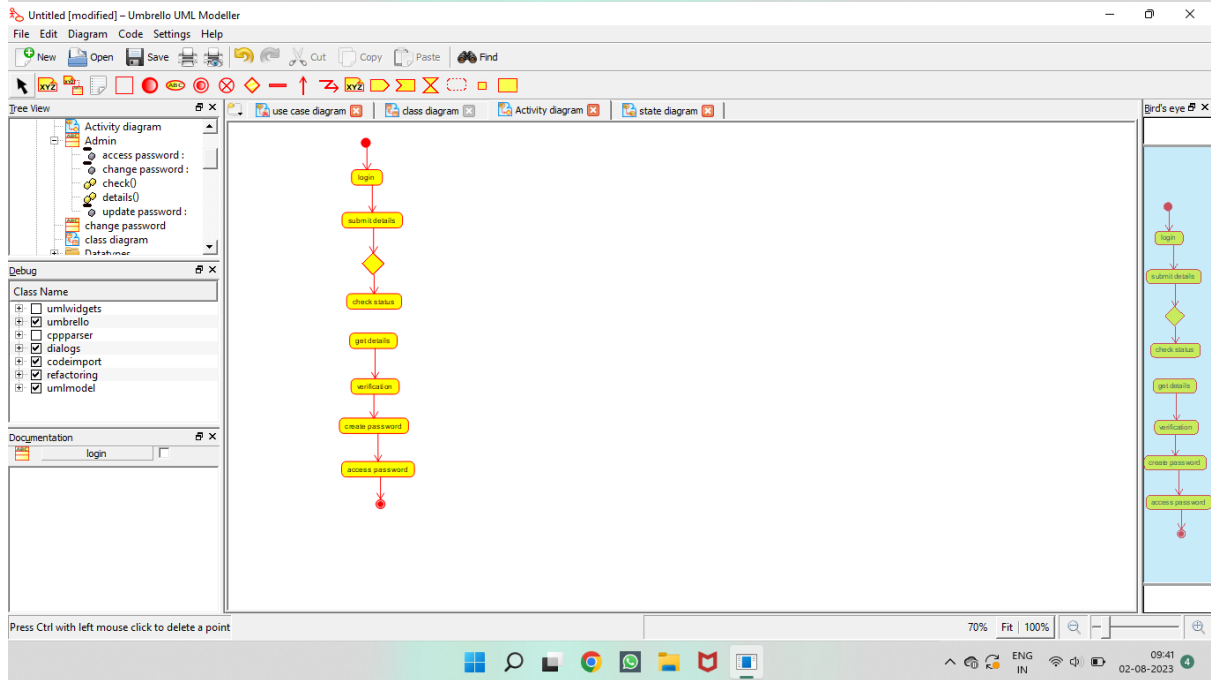 Untitled [modified] – Umbrello UML Modeller
File Edit Diagram Code Settings Help
New Open Save Cut Copy Paste Find
Tree View
Activity diagram
Admin
access password :
change password :
check()
details()
update password :
change password
class diagram
Datatypes
Debug
Class Name
umlwidgets
umbrello
cppparser
dialogs
codeimport
refactoring
umlmodel
Documentation
login
use case diagram class diagram Activity diagram state diagram
login
submit details
check status
get details
verification
create password
access password
Bird's eye
login
submit details
check status
get details
verification
create password
access password
Press Ctrl with left mouse click to delete a point
70% Fit 100%
ENG
IN
09:41
02-08-2023
4